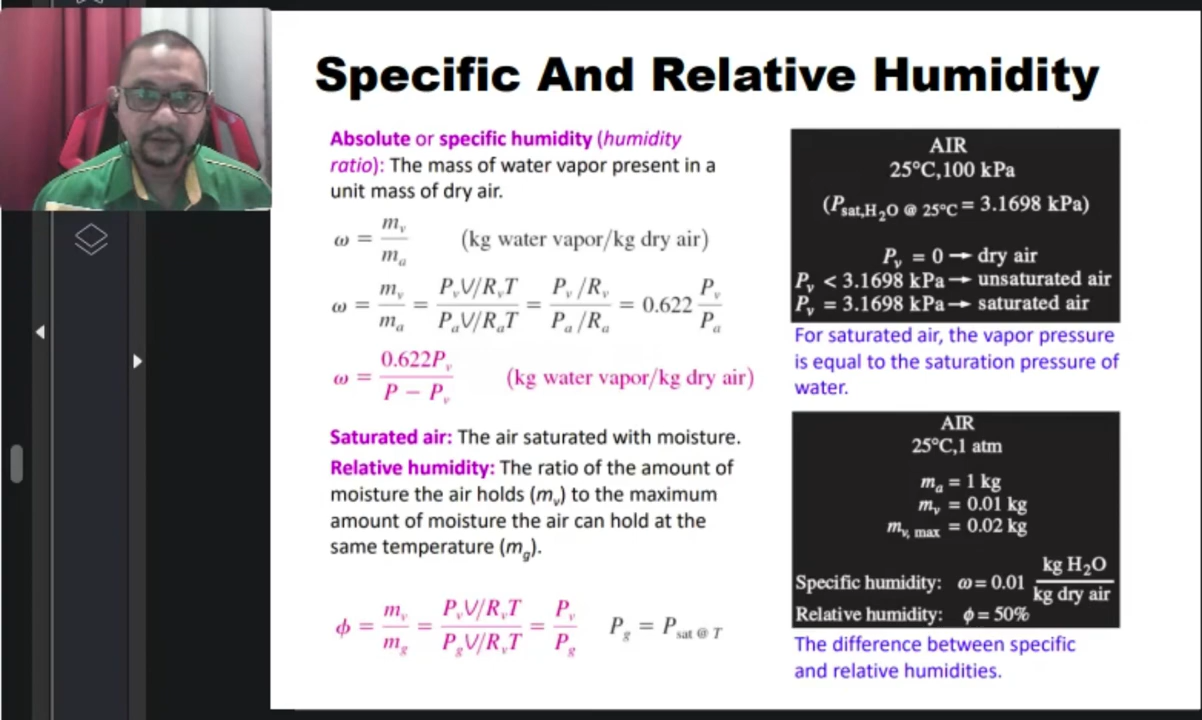 Specific And Relative Humidity
Absolute or specific humidity (humidity
ratio): The mass of water vapor present in a
unit mass of dry air.
ω = m_v / m_a (kg water vapor/kg dry air)
ω = m_v / m_a = P_vV/R_vT / P_aV/R_aT = P_v/R_v / P_a/R_a = 0.622 P_v / P_a
ω = 0.622P_v / P − P_v (kg water vapor/kg dry air)
Saturated air: The air saturated with moisture.
Relative humidity: The ratio of the amount of
moisture the air holds (m_v) to the maximum
amount of moisture the air can hold at the
same temperature (m_g).
ϕ = m_v / m_g = P_vV/R_vT / P_gV/R_vT = P_v / P_g P_g = P_sat @ T
AIR
25°C,100 kPa
(P_sat,H₂O @ 25°C = 3.1698 kPa)
P_v = 0 → dry air
P_v < 3.1698 kPa → unsaturated air
P_v = 3.1698 kPa → saturated air
For saturated air, the vapor pressure
is equal to the saturation pressure of
water.
AIR
25°C,1 atm
m_a = 1 kg
m_v = 0.01 kg
m_v, max = 0.02 kg
Specific humidity: ω = 0.01 kg H₂O / kg dry air
Relative humidity: ϕ = 50%
The difference between specific
and relative humidities.